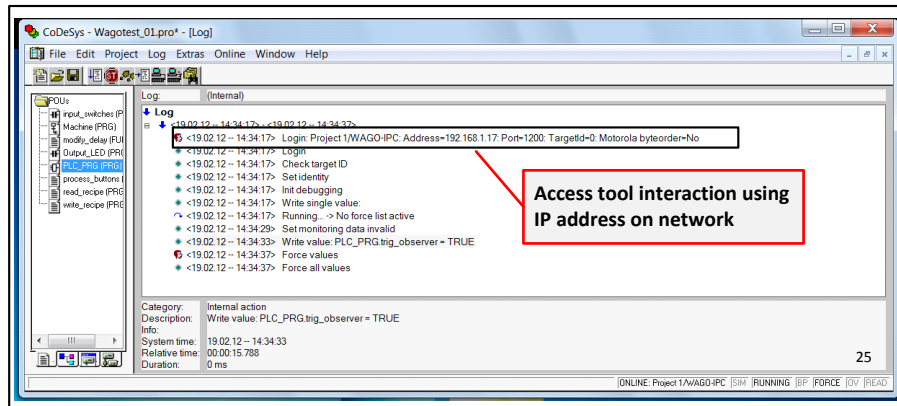 CoDeSys - Wagotest_01.pro* - [Log]
File Edit Project Log Extras Online Window Help
POUs
input_switches (P
Machine (PRG)
modify_delay (FUI
Output_LED (PR
PLC_PRG (PRG)
process_buttons (
read_recipe (PRG
write_recipe (PRG
Log: (Internal)
Log
<19.02.12 -- 14:34:17> - <19.02.12 -- 14:34:37>
<19.02.12 -- 14:34:17> Login: Project 1/WAGO-IPC: Address=192.168.1.17: Port=1200: TargetId=0: Motorola byteorder=No
<19.02.12 -- 14:34:17> Login
<19.02.12 -- 14:34:17> Check target ID
<19.02.12 -- 14:34:17> Set identity
<19.02.12 -- 14:34:17> Init debugging
<19.02.12 -- 14:34:17> Write single value:
<19.02.12 -- 14:34:17> Running... -> No force list active
<19.02.12 -- 14:34:29> Set monitoring data invalid
<19.02.12 -- 14:34:33> Write value: PLC_PRG.trig_observer = TRUE
<19.02.12 -- 14:34:37> Force values
<19.02.12 -- 14:34:37> Force all values
Access tool interaction using
IP address on network
Category: Internal action
Description: Write value: PLC_PRG.trig_observer = TRUE
Info:
System time: 19.02.12 -- 14:34:33
Relative time: 00:00:15.788
Duration: 0 ms
25
ONLINE: Project 1/WAGO-IPC SIM RUNNING BP FORCE OV READ